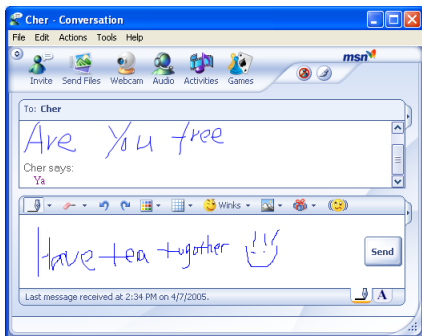 Cher - Conversation
File Edit Actions Tools Help
msn
Invite Send Files Webcam Audio Activities Games
To: Cher
Are You free
Cher says:
Ya
Winks
Have tea togother
Send
Last message received at 2:34 PM on 4/7/2005.
A